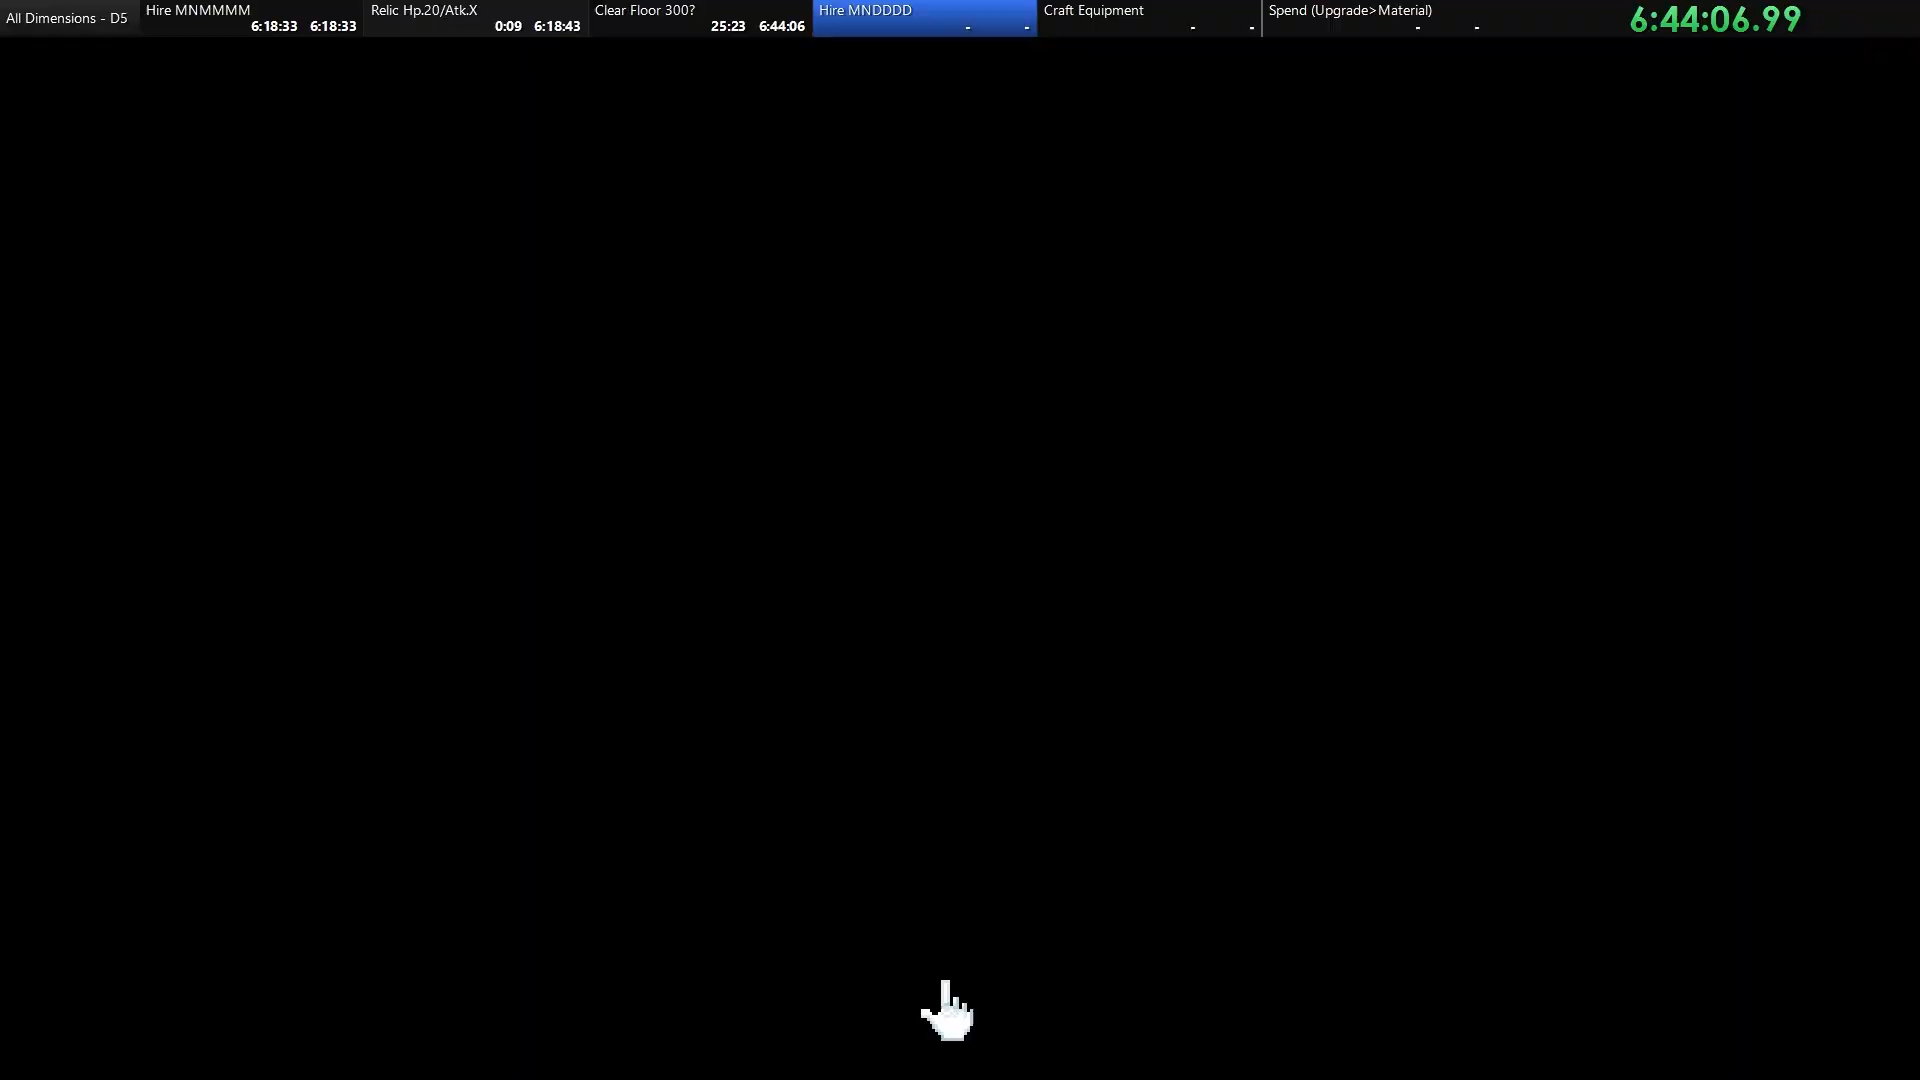 All Dimensions - D5
Hire MNMMMM
6:18:33 6:18:33
Relic Hp.20/Atk.X
0:09 6:18:43
Clear Floor 300?
25:23 6:44:06
Hire MNDDDD
- -
Craft Equipment
- -
Spend (Upgrade>Material)
- -
6:44:06.99